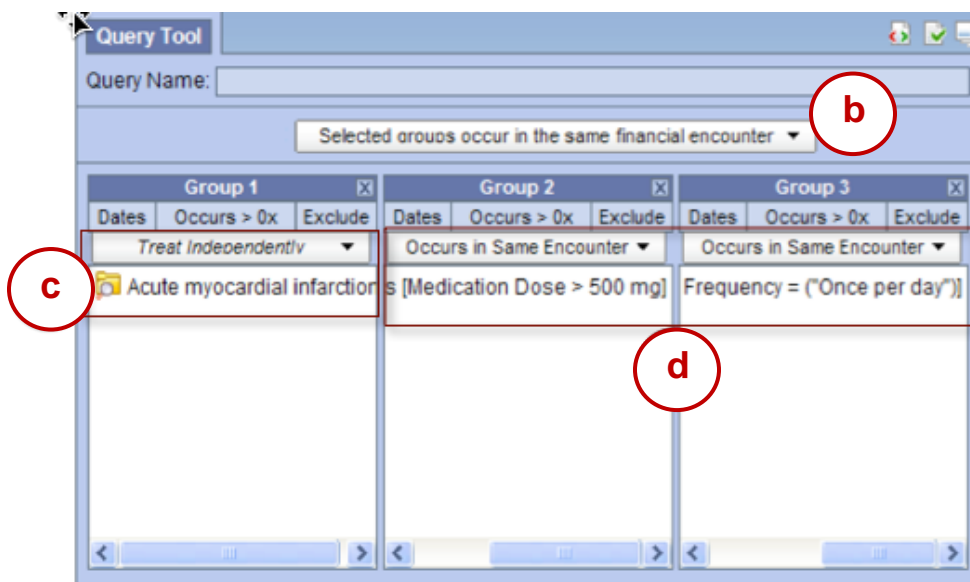 Query Tool
Query Name:
b
Selected groups occur in the same financial encounter
Group 1 Group 2 Group 3
Dates Occurs > 0x Exclude Dates Occurs > 0x Exclude Dates Occurs > 0x Exclude
Treat Independently Occurs in Same Encounter Occurs in Same Encounter
c
Acute myocardial infarction s [Medication Dose > 500 mg] Frequency = ("Once per day")]
d